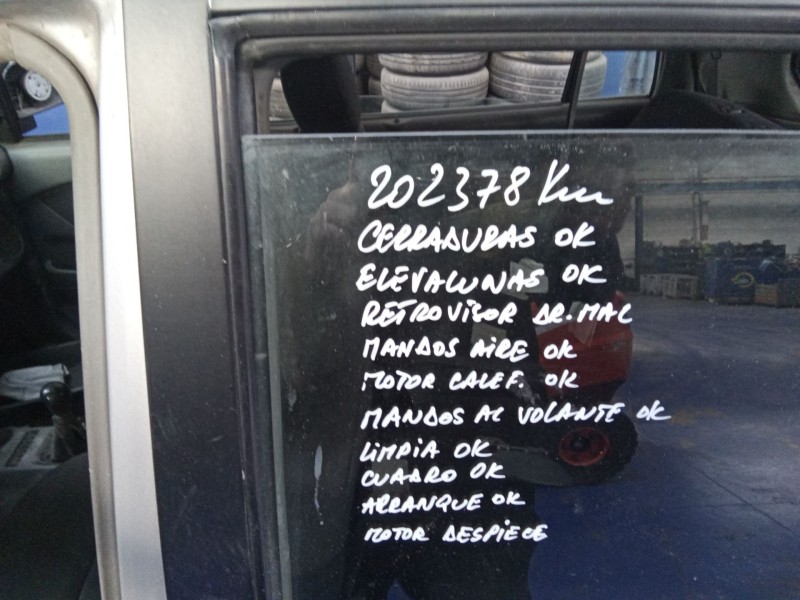 202378 Km
CERRADURAS OK
ELEVALUNAS OK
RETROVISOR DR. MAL
MANDOS AIRE OK
MOTOR CALEF. OK
MANDOS AL VOLANTE OK
LIMPIA OK
CUADRO OK
ARRANQUE OK
MOTOR DESPIECE